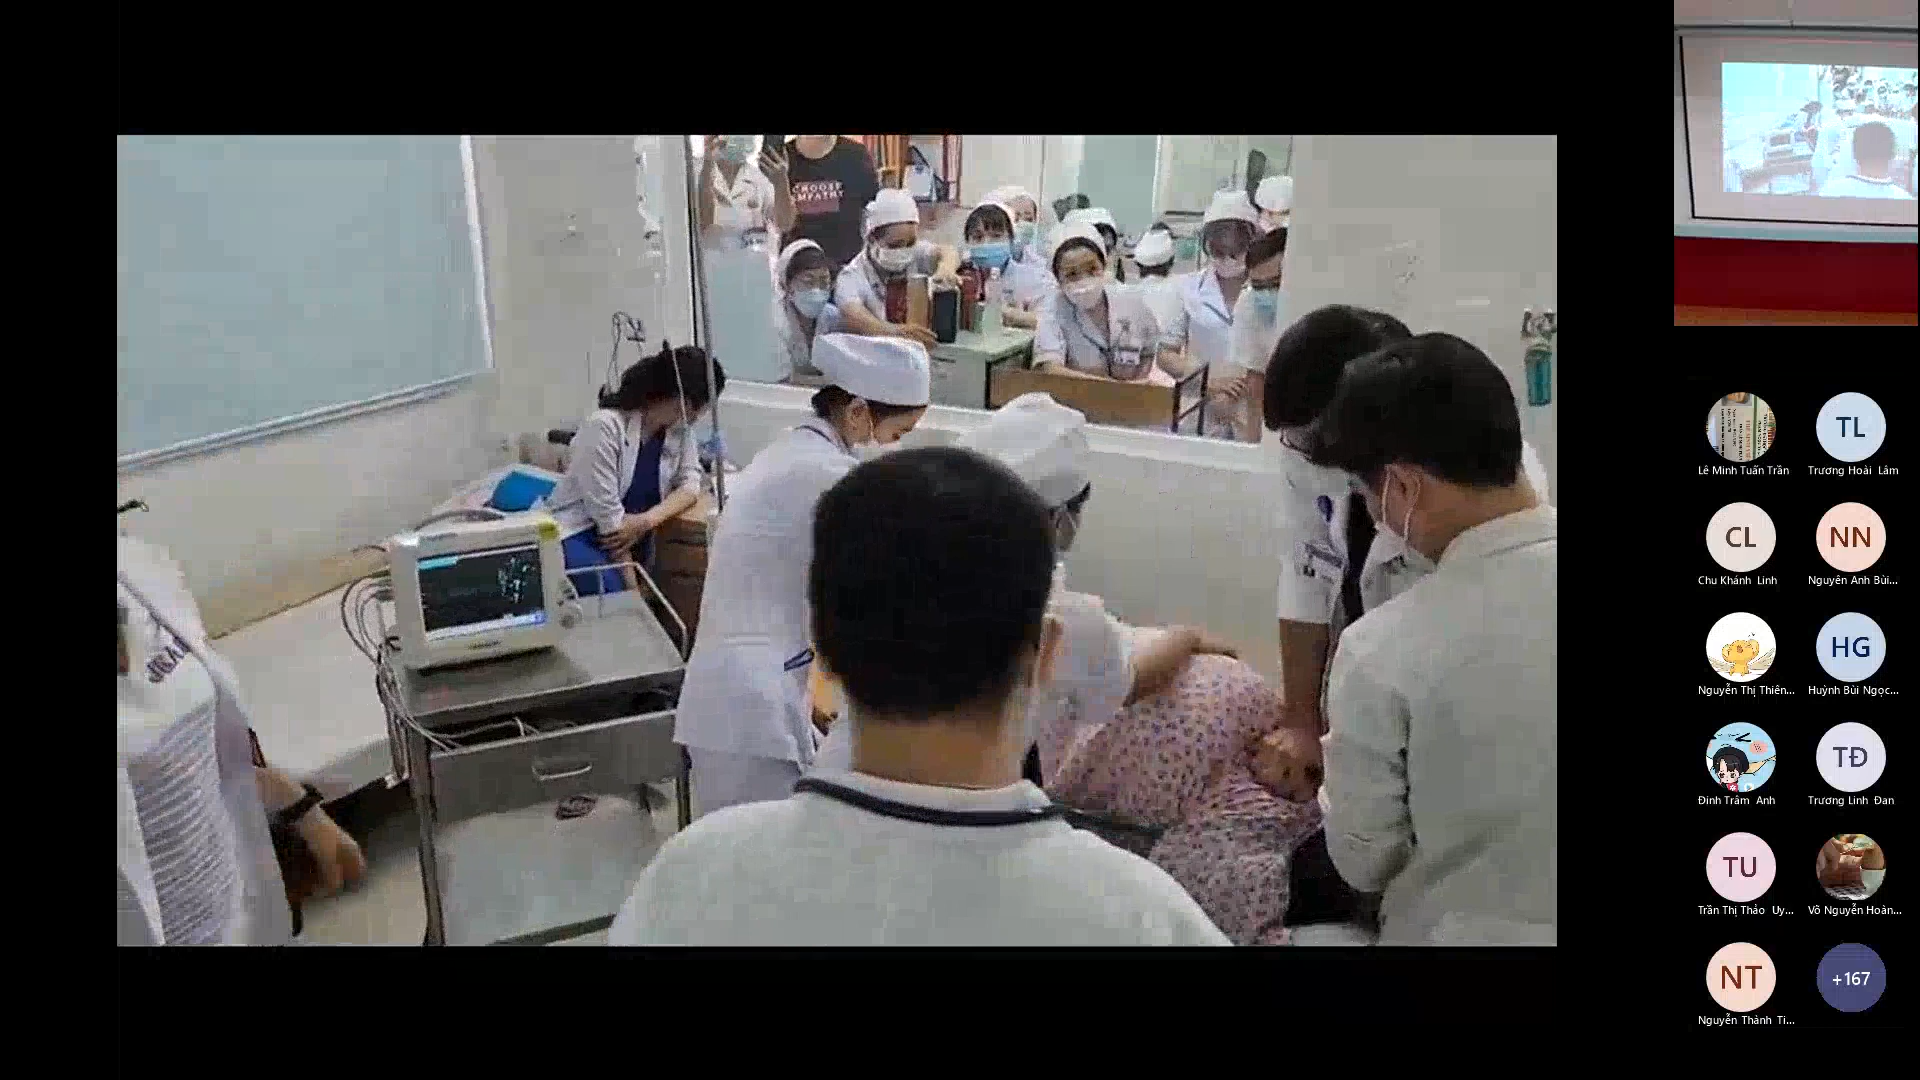 CHOOSE
EMPATHY
TL
Lê Minh Tuấn Trần
Trương Hoài Lâm
CL
NN
Chu Khánh Linh
Nguyên Anh Bùi...
HG
Nguyễn Thị Thiên...
Huỳnh Bùi Ngọc...
TĐ
Đinh Trâm Anh
Trương Linh Đan
TU
Trần Thị Thảo Uy...
Võ Nguyễn Hoàn...
NT
+167
Nguyễn Thành Ti...